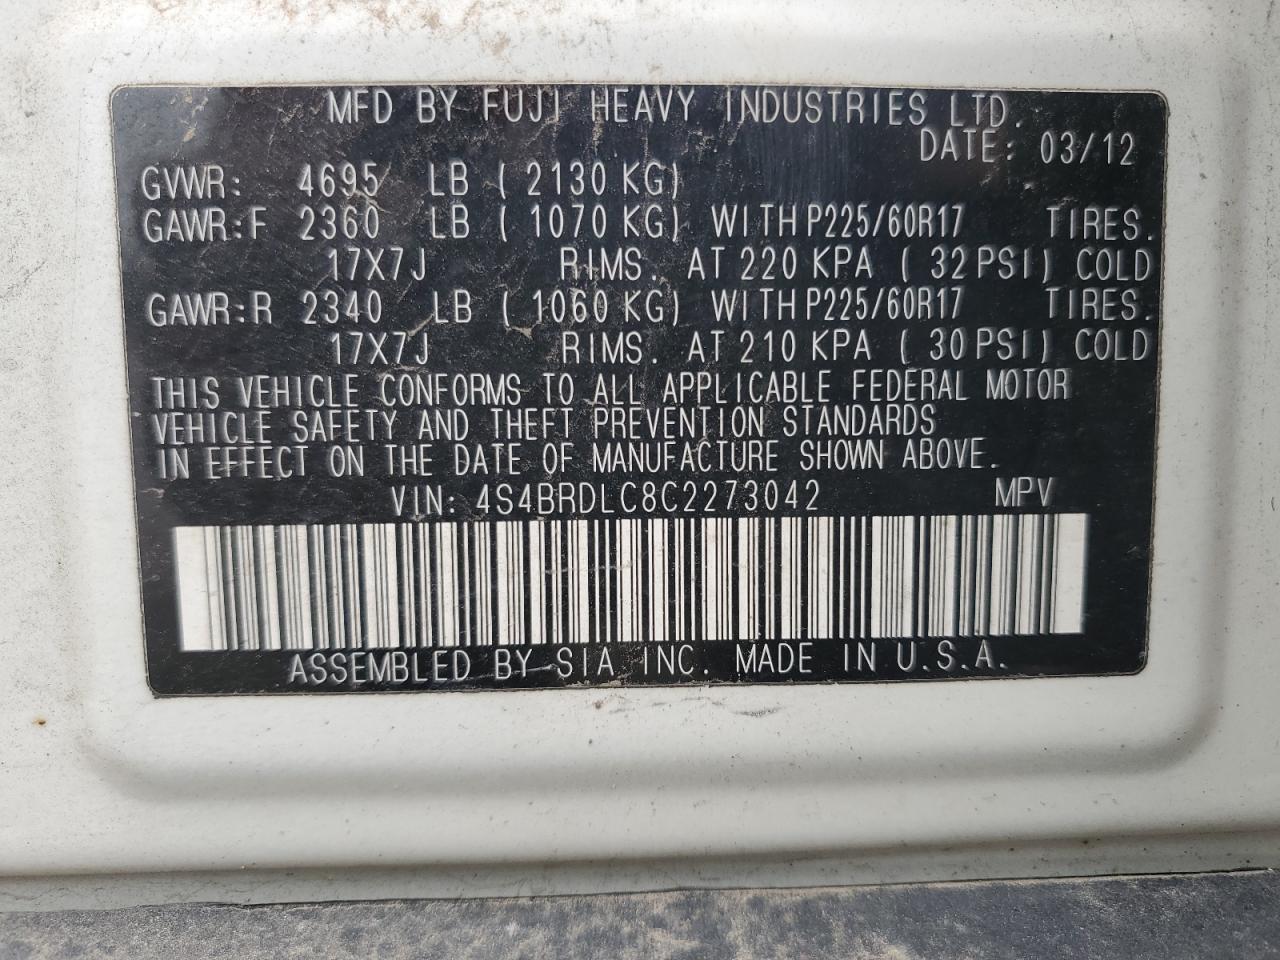 MFD BY FUJI HEAVY INDUSTRIES LTD.
DATE: 03/12
GVWR: 4695 LB ( 2130 KG)
GAWR:F 2360 LB ( 1070 KG) WITH P225/60R17 TIRES.
17X7J RIMS. AT 220 KPA ( 32 PSI) COLD
GAWR:R 2340 LB ( 1060 KG) WITH P225/60R17 TIRES.
17X7J RIMS. AT 210 KPA ( 30 PSI) COLD
THIS VEHICLE CONFORMS TO ALL APPLICABLE FEDERAL MOTOR
VEHICLE SAFETY AND THEFT PREVENTION STANDARDS
IN EFFECT ON THE DATE OF MANUFACTURE SHOWN ABOVE.
VIN: 4S4BRDLC8C2273042 MPV
ASSEMBLED BY SIA INC. MADE IN U.S.A.